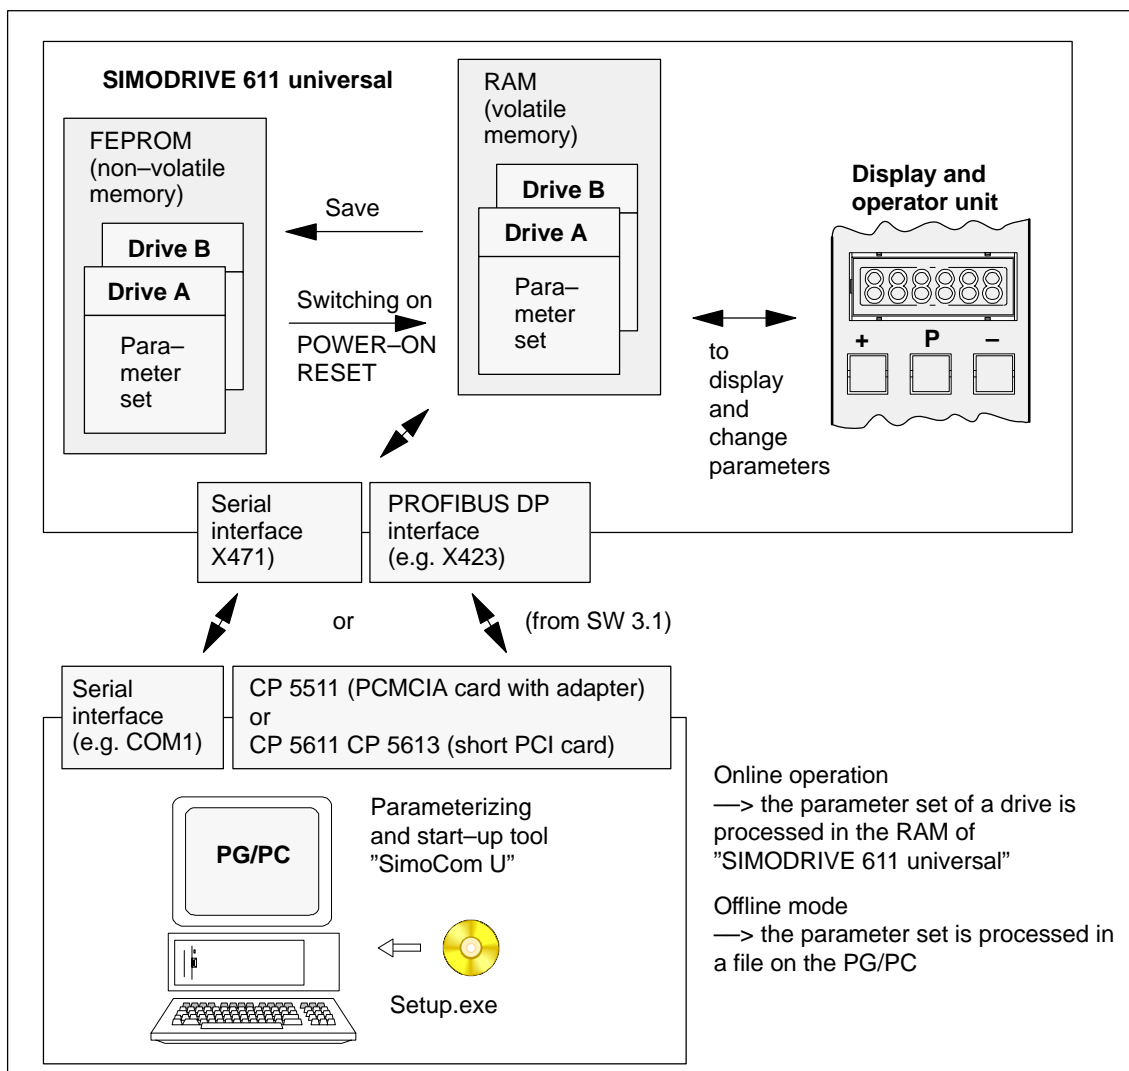 SIMODRIVE 611 universal
FEPROM
(non–volatile
memory)
Drive B
Drive A
Para–
meter
set
Save
Switching on
POWER–ON
RESET
RAM
(volatile
memory)
Drive B
Drive A
Para–
meter
set
to
display
and
change
parameters
Display and
operator unit
+ P –
Serial
interface
X471)
PROFIBUS DP
interface
(e.g. X423)
or
(from SW 3.1)
Serial
interface
(e.g. COM1)
CP 5511 (PCMCIA card with adapter)
or
CP 5611 CP 5613 (short PCI card)
PG/PC
Parameterizing
and start–up tool
”SimoCom U”
Setup.exe
Online operation
—> the parameter set of a drive is
processed in the RAM of
”SIMODRIVE 611 universal”
Offline mode
—> the parameter set is processed in
a file on the PG/PC